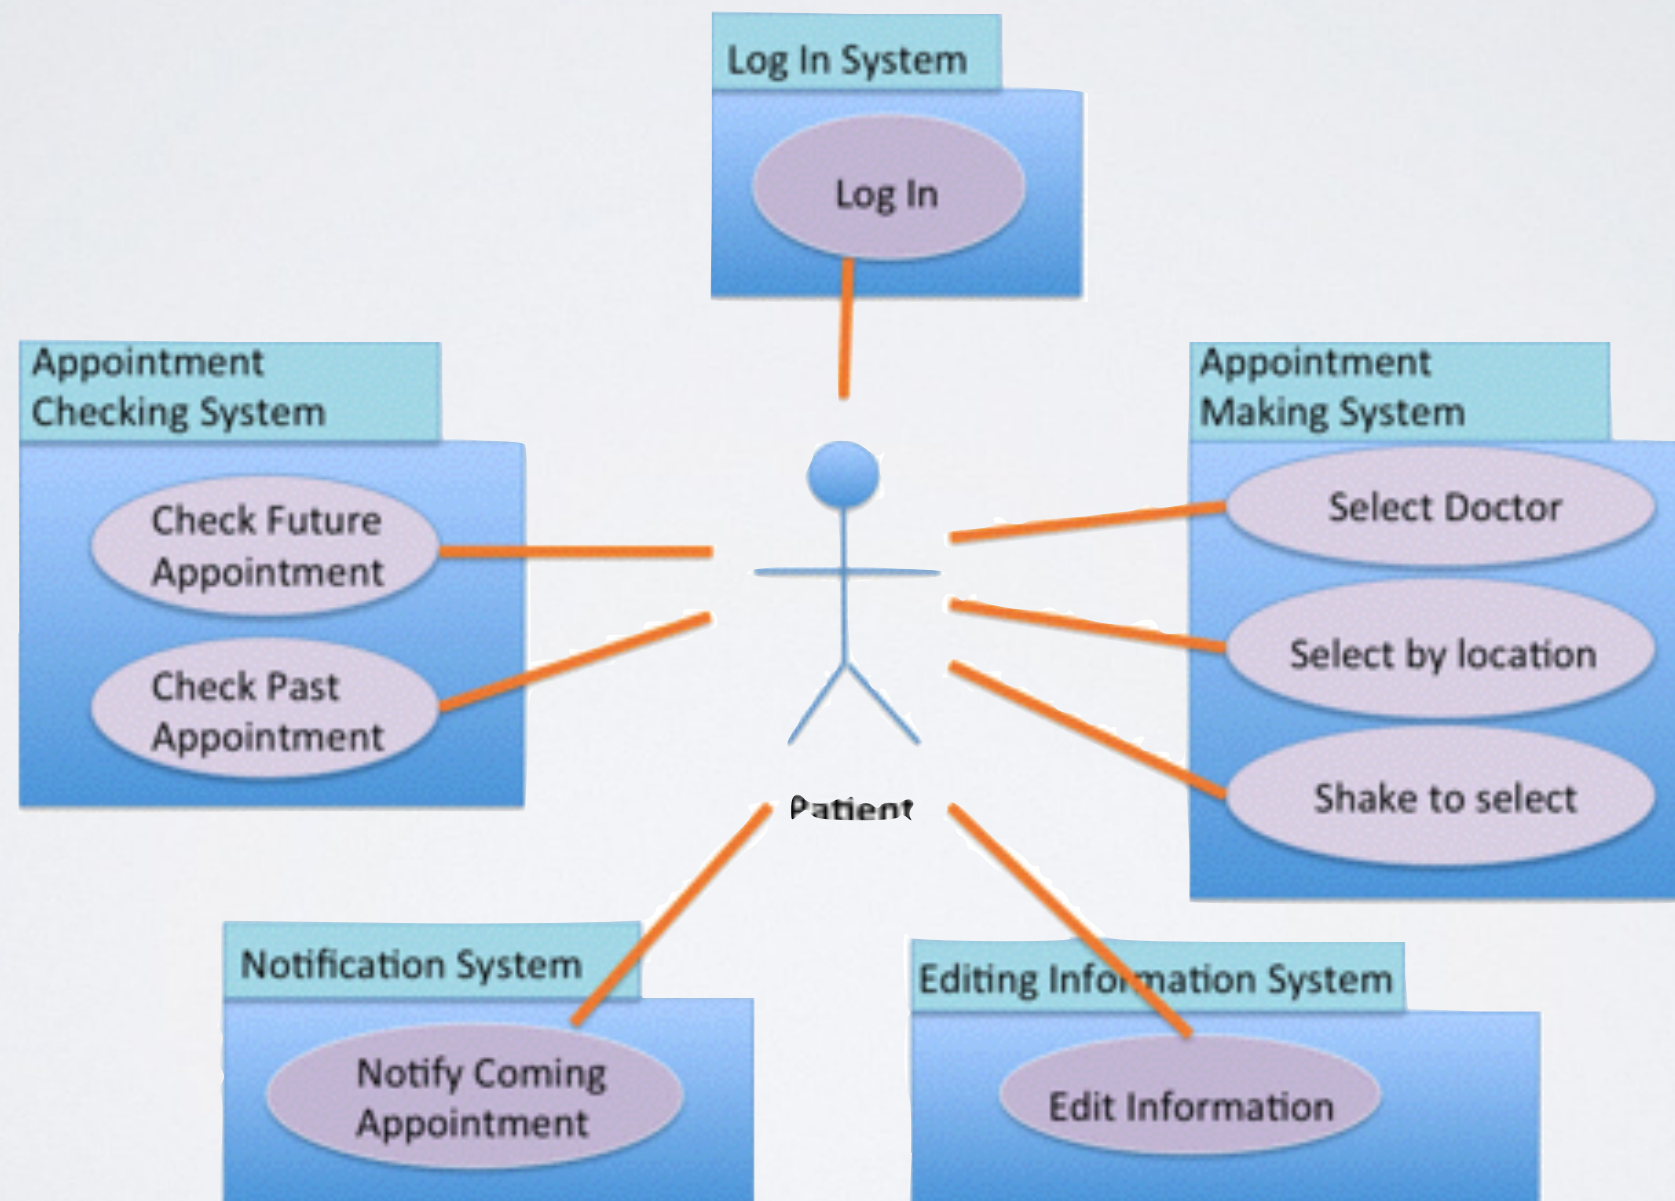 Log In System
Log In
Appointment
Checking System
Check Future
Appointment
Check Past
Appointment
Appointment
Making System
Select Doctor
Select by location
Shake to select
Patient
Notification System
Notify Coming
Appointment
Editing Information System
Edit Information